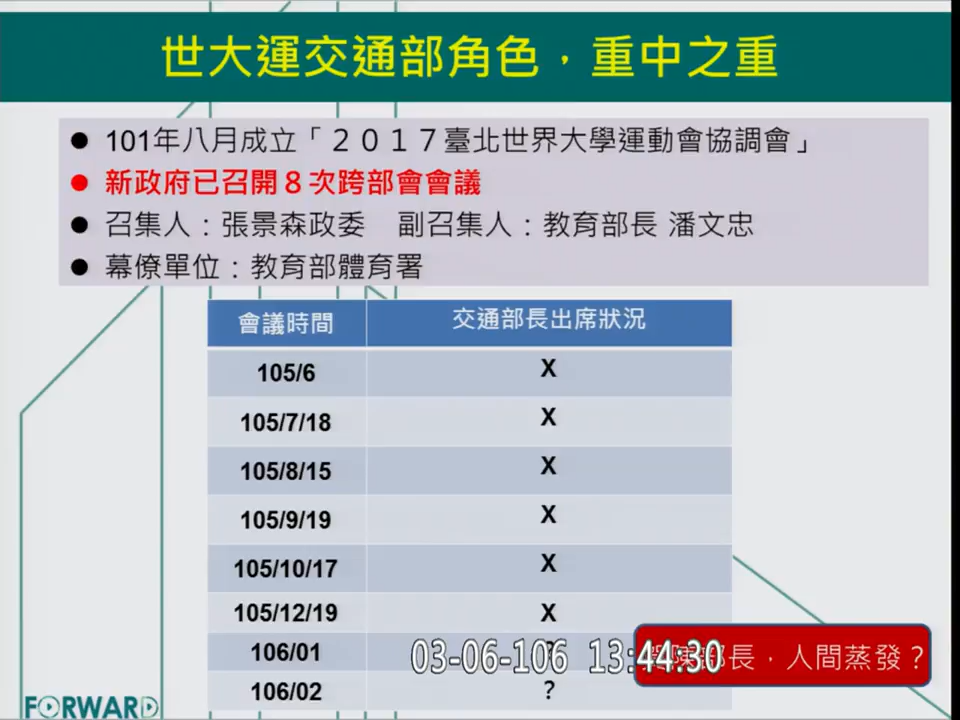 世大運交通部角色，重中之重
● 101年八月成立「２０１７臺北世界大學運動會協調會」
● 新政府已召開８次跨部會會議
● 召集人：張景森政委　副召集人：教育部長 潘文忠
● 幕僚單位：教育部體育署
會議時間 交通部長出席狀況
105/6 X
105/7/18 X
105/8/15 X
105/9/19 X
105/10/17 X
105/12/19 X
106/01
03-06-106 13:44:30
部長，人間蒸發？
106/02 ?
FORWARD